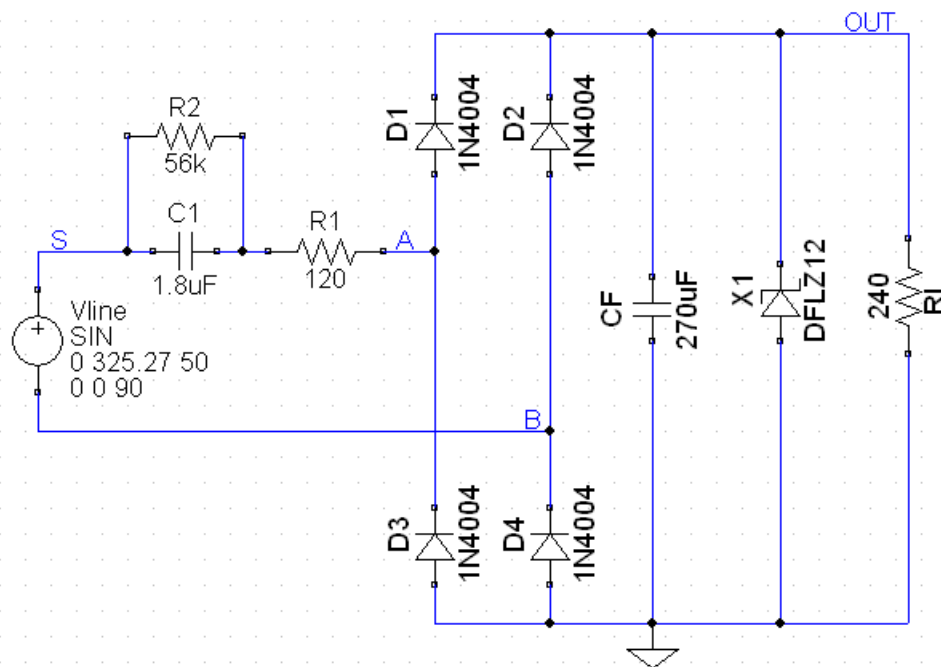 OUT
R2
56k
D1
1N4004
D2
1N4004
C1
1.8uF
S
R1
120
A
Vline
SIN
0 325.27 50
0 0 90
CF
270uF
X1
DFLZ12
240
RL
B
D3
1N4004
D4
1N4004